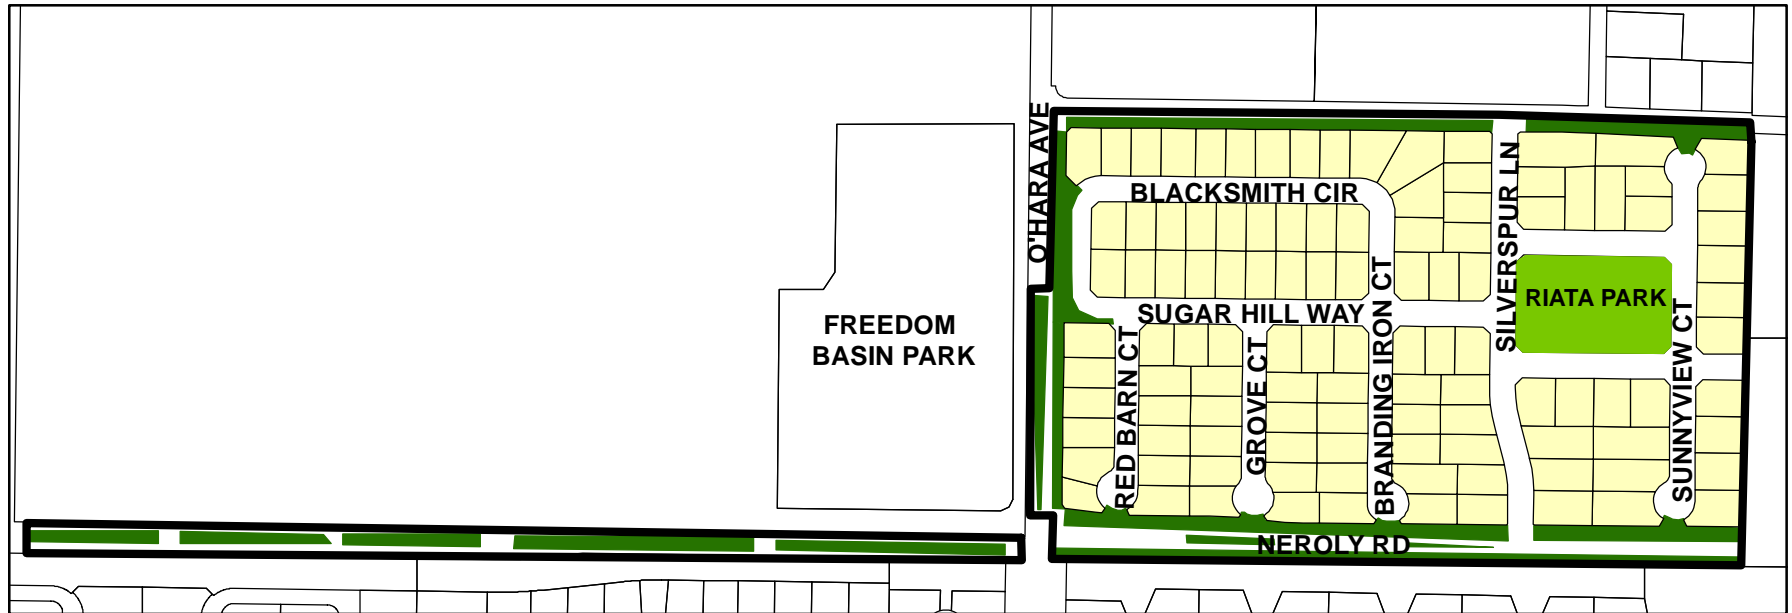 O'HARA AVE
BLACKSMITH CIR
SILVERSPUR LN
FREEDOM
BASIN PARK
SUGAR HILL WAY
RIATA PARK
RED BARN CT
GROVE CT
BRANDING IRON CT
SUNNYVIEW CT
NEROLY RD